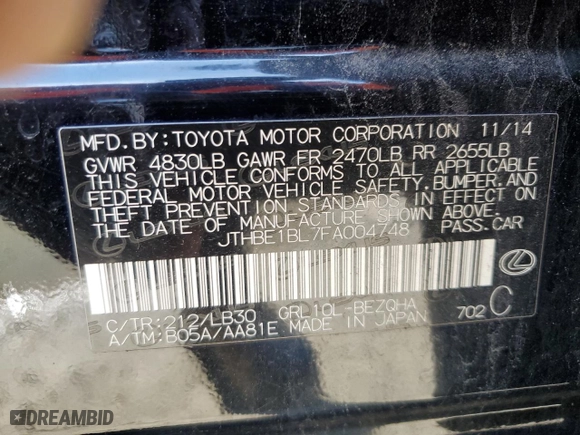 MFD. BY: TOYOTA MOTOR CORPORATION 11/14
GVWR 4830LB GAWR FR 2470LB RR 2655LB
THIS VEHICLE CONFORMS TO ALL APPLICABLE
FEDERAL MOTOR VEHICLE SAFETY, BUMPER, AND
THEFT PREVENTION STANDARDS IN EFFECT ON
THE DATE OF MANUFACTURE SHOWN ABOVE.
JTHBE1BL7FA004748 PASS.CAR
C/TR:212/LB30 GRL10L-BEZQHA 702 C
A/TM:B05A/AA81E MADE IN JAPAN
DREAMBID